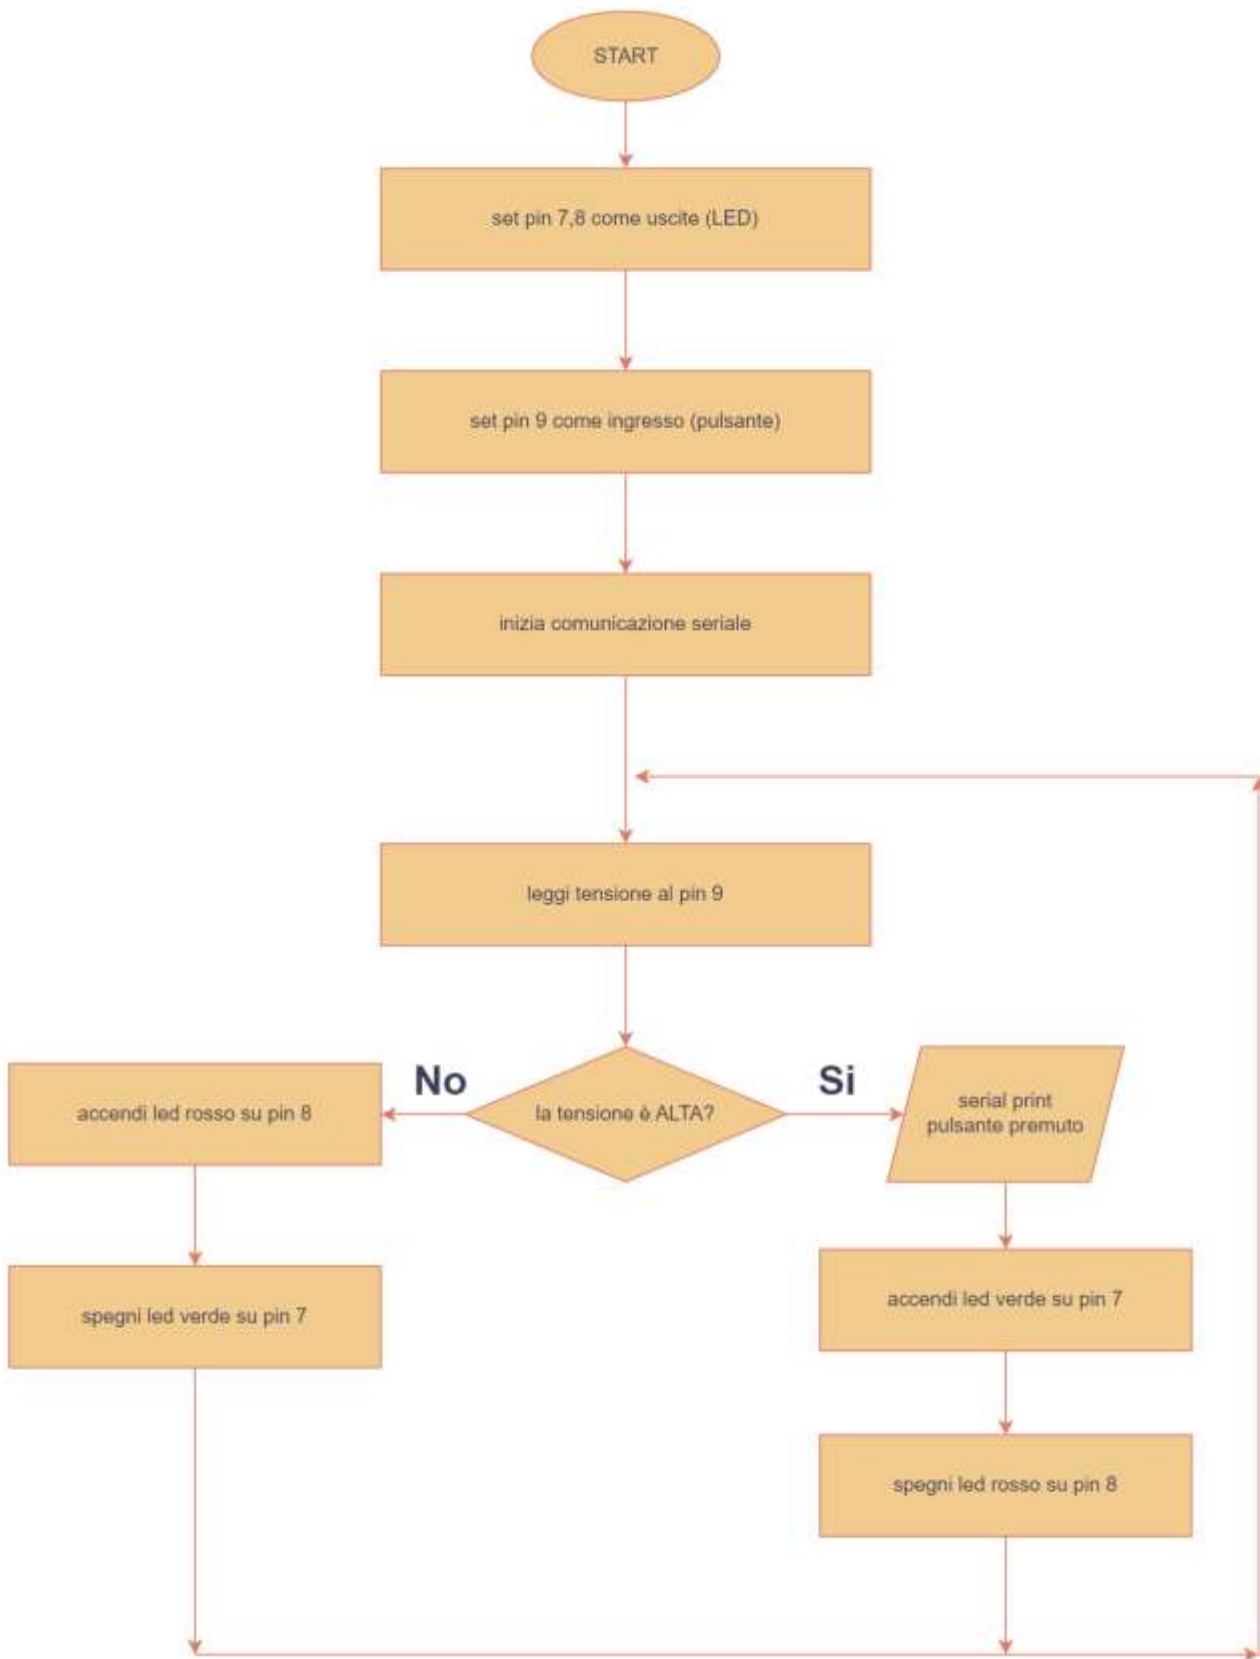 START
set pin 7,8 come uscite (LED)
set pin 9 come ingresso (pulsante)
inizia comunicazione seriale
leggi tensione al pin 9
No
la tensione è ALTA?
Si
accendi led rosso su pin 8
spegni led verde su pin 7
serial print
pulsante premuto
accendi led verde su pin 7
spegni led rosso su pin 8